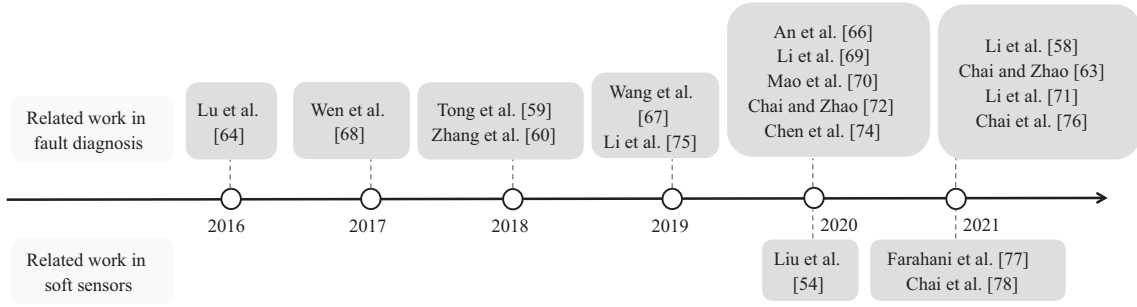 Related work in
fault diagnosis
Lu et al.
[64]
Wen et al.
[68]
Tong et al. [59]
Zhang et al. [60]
Wang et al.
[67]
Li et al. [75]
An et al. [66]
Li et al. [69]
Mao et al. [70]
Chai and Zhao [72]
Chen et al. [74]
Li et al. [58]
Chai and Zhao [63]
Li et al. [71]
Chai et al. [76]
2016
2017
2018
2019
2020
2021
Related work in
soft sensors
Liu et al.
[54]
Farahani et al. [77]
Chai et al. [78]